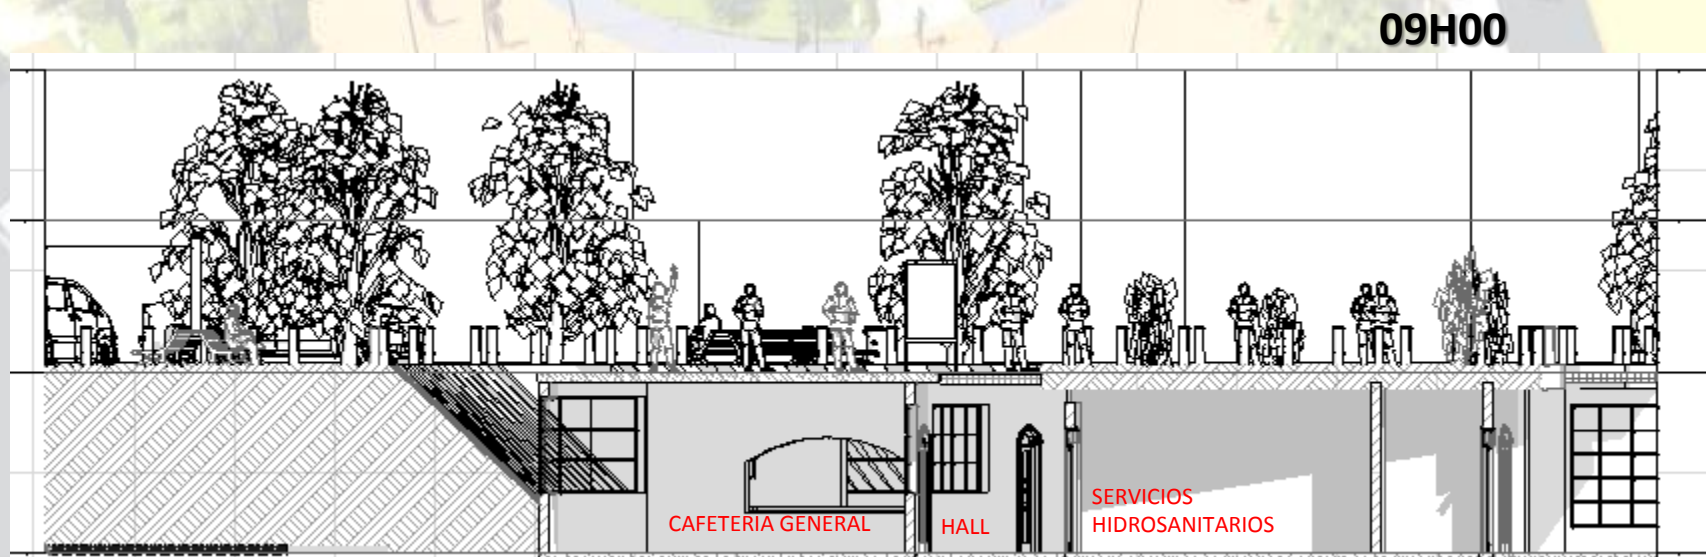 09H00
CAFETERIA GENERAL
HALL
SERVICIOS
HIDROSANITARIOS